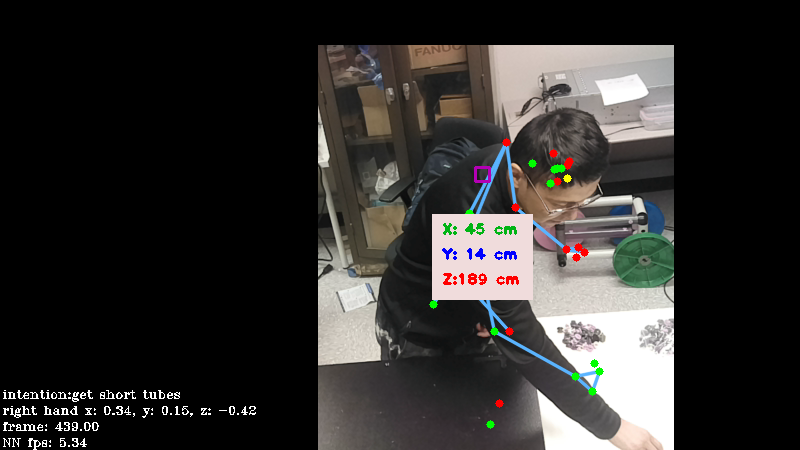 FANUC
X: 45 cm
Y: 14 cm
Z:189 cm
intention:get short tubes
right hand x: 0.34, y: 0.15, z: −0.42
frame: 439.00
NN fps: 5.34